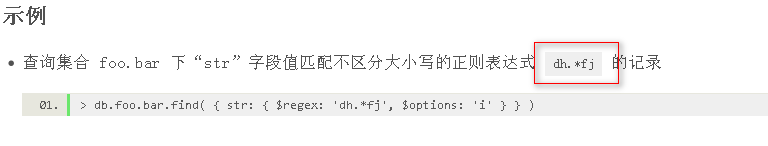 示例
• 查询集合 foo.bar 下“str”字段值匹配不区分大小写的正则表达式 dh.*fj 的记录
01. > db.foo.bar.find( { str: { $regex: 'dh.*fj', $options: 'i' } } )